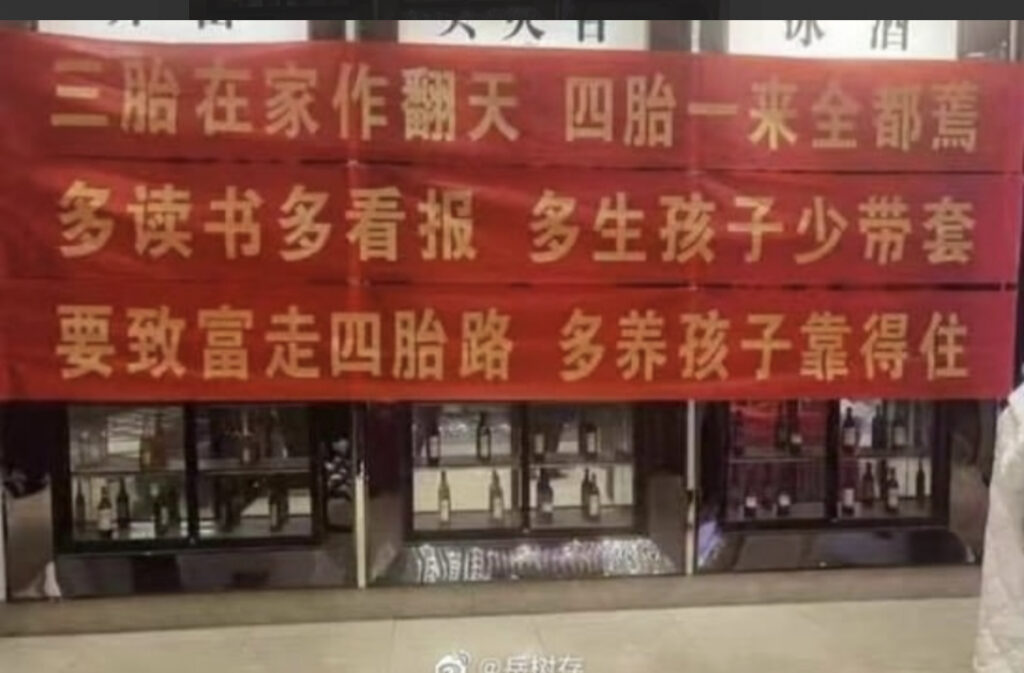 冰酒
三胎在家作翻天 四胎一来全都蔫
多读书多看报 多生孩子少带套
要致富走四胎路 多养孩子靠得住